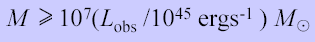 M ⩾ 10⁷(L_obs /10⁴⁵ ergs⁻¹ ) M_⊙